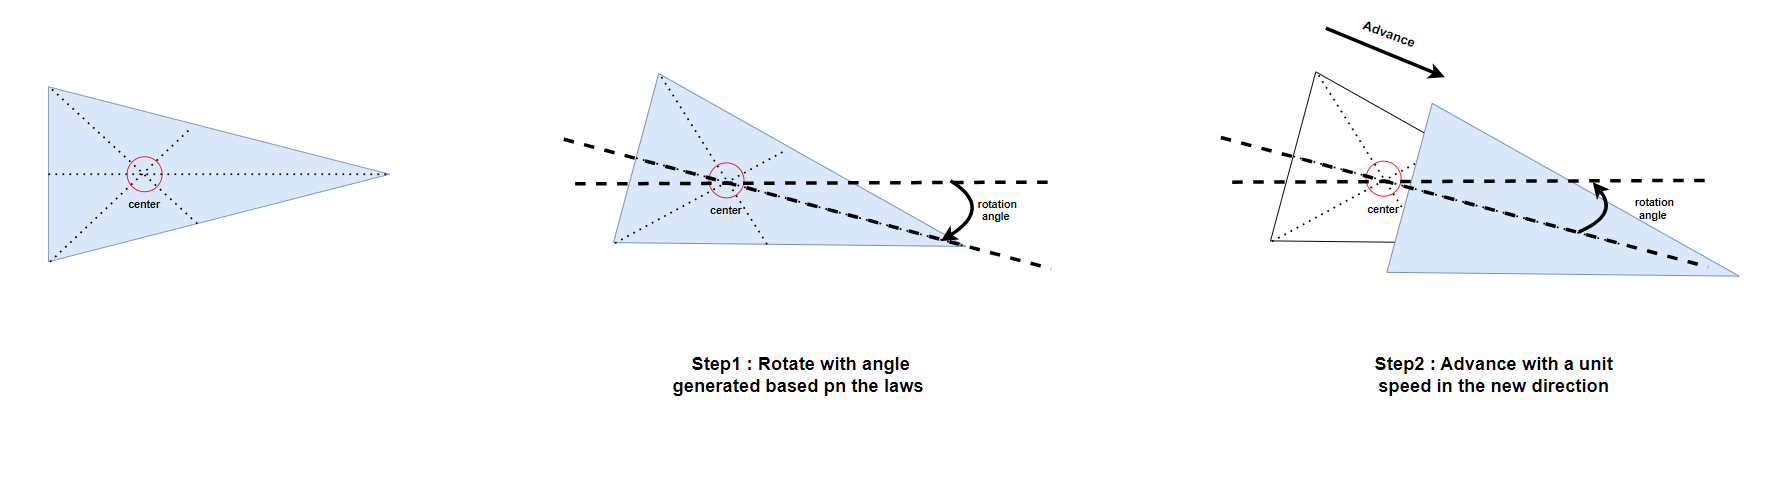 center
center
rotation
angle
Step1 : Rotate with angle
generated based pn the laws
Advance
center
rotation
angle
Step2 : Advance with a unit
speed in the new direction